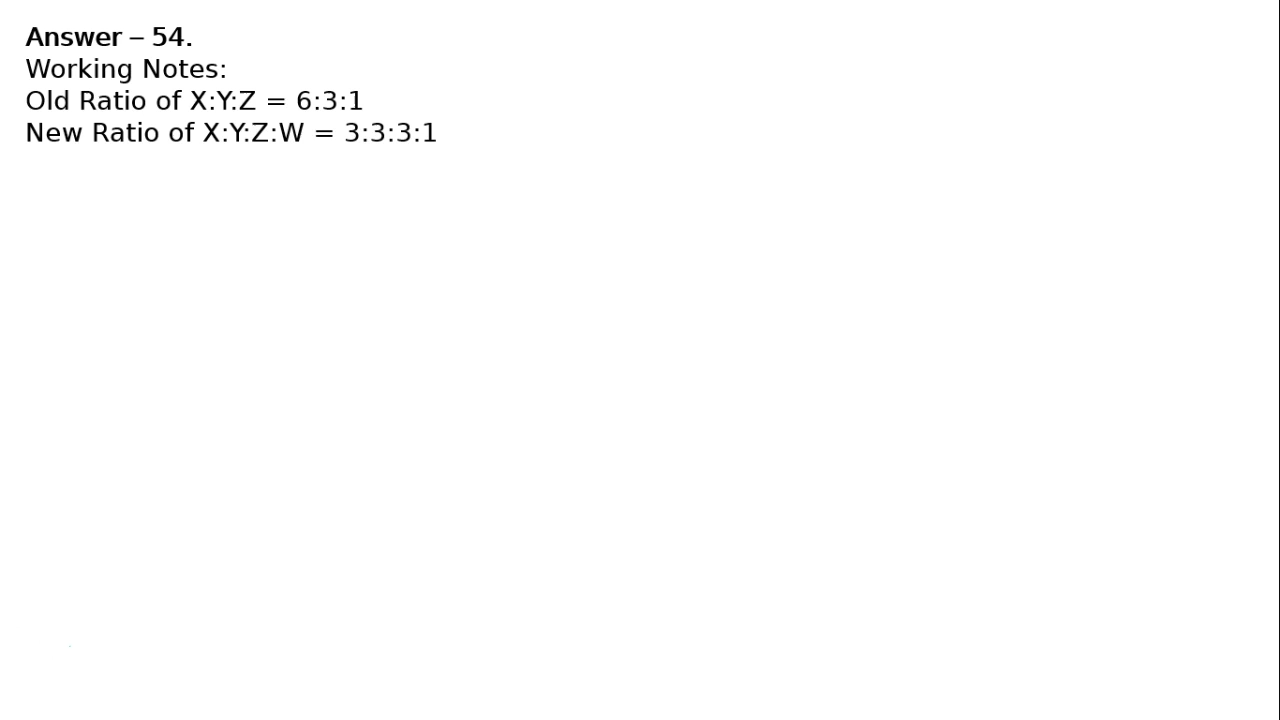 Answer – 54.
Working Notes:
Old Ratio of X:Y:Z = 6:3:1
New Ratio of X:Y:Z:W = 3:3:3:1